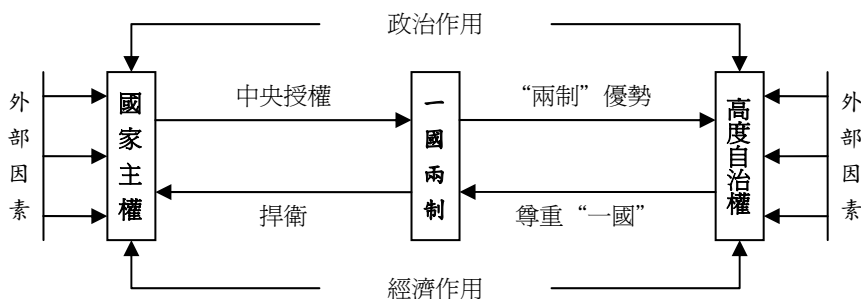 政治作用
外部因素
國家主權
中央授權
一國兩制
“兩制”優勢
高度自治權
外部因素
捍衛
尊重“一國”
經濟作用